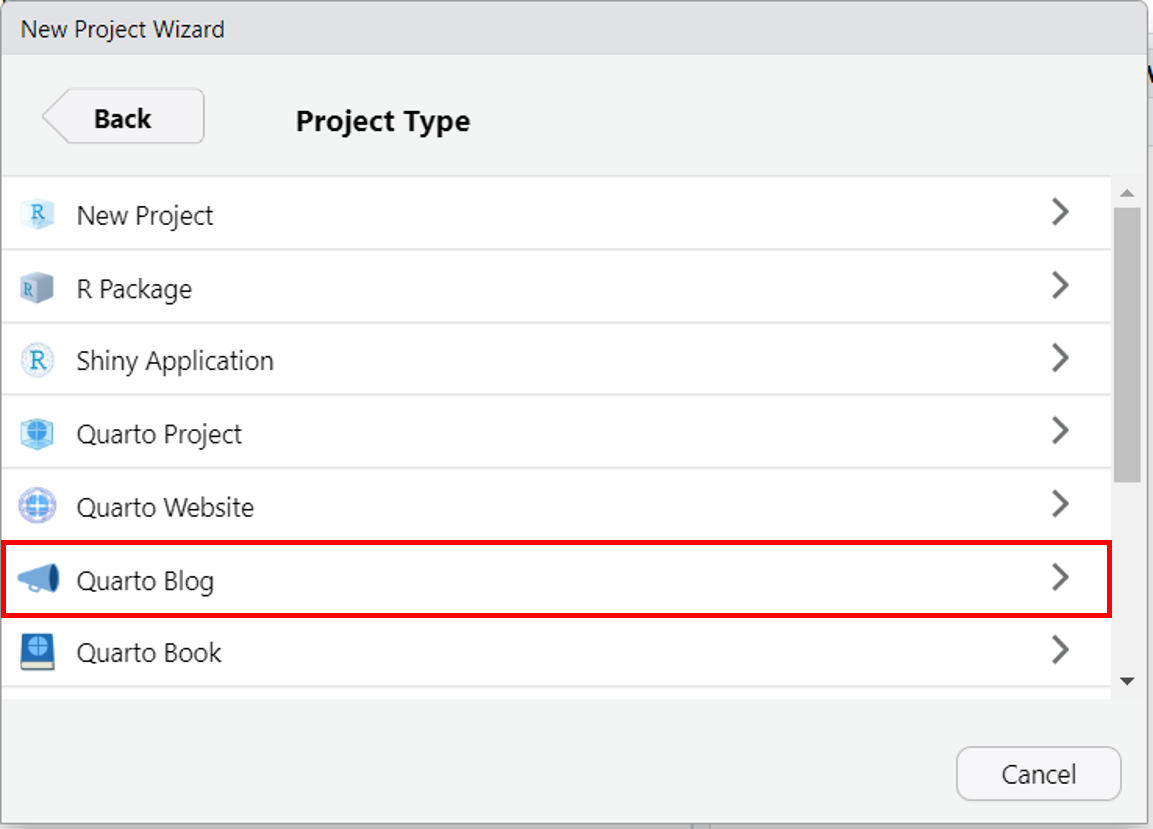 New Project Wizard
Back
Project Type
R New Project
R R Package
R Shiny Application
Quarto Project
Quarto Website
Quarto Blog
Quarto Book
Cancel